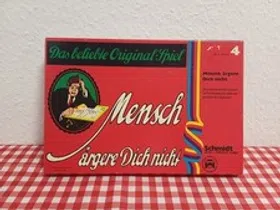 Das beliebte Original-Spiel
4
Mensch, ärgere
Dich nicht
Mensch
ärgere Dich nicht
Schmidt